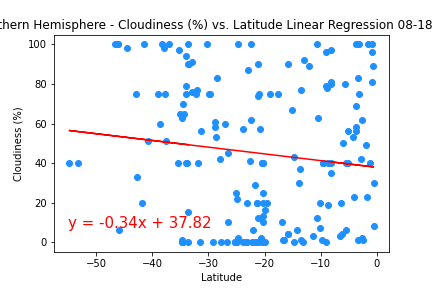 thern Hemisphere - Cloudiness (%) vs. Latitude Linear Regression 08-18
100
80
60
40
20
0
Cloudiness (%)
y = -0.34x + 37.82
−50 −40 −30 −20 −10 0
Latitude